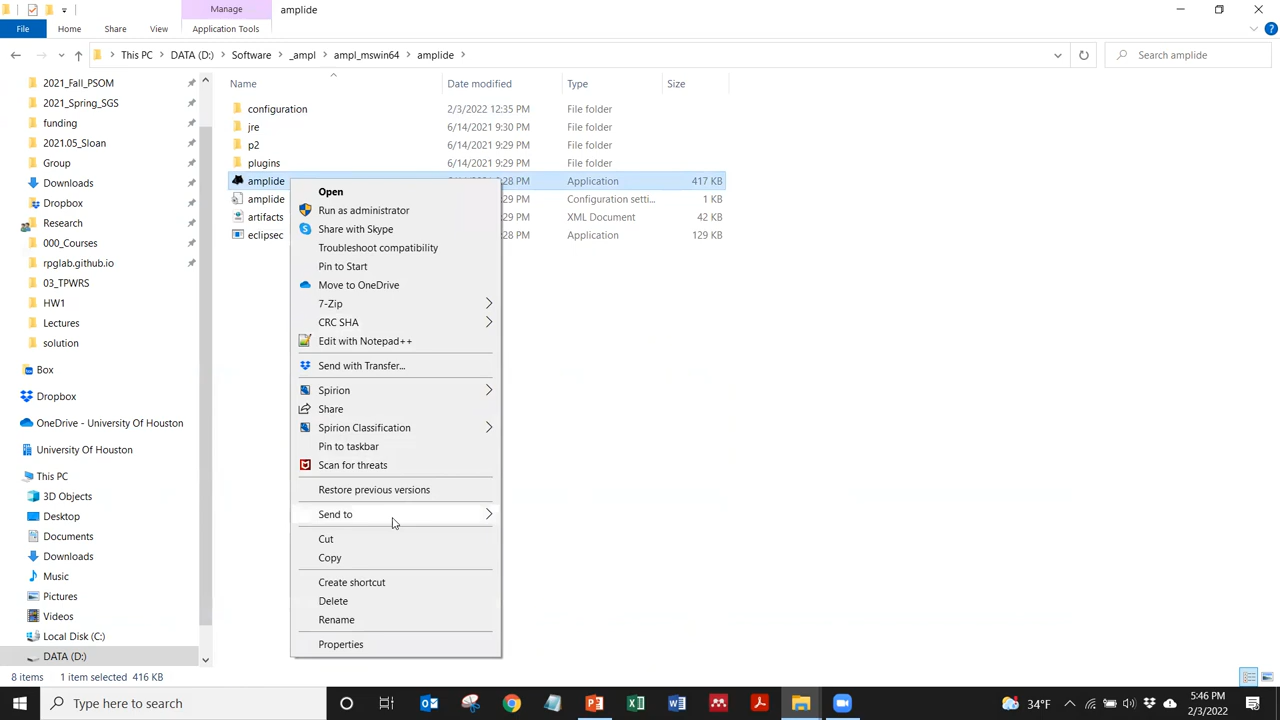 Manage
amplide
File
Home
Share
View
Application Tools
This PC
DATA (D:)
Software
_ampl
ampl_mswin64
amplide
Search amplide
2021_Fall_PSOM
2021_Spring_SGS
funding
2021.05_Sloan
Group
Downloads
Dropbox
Research
000_Courses
rpglab.github.io
03_TPWRS
HW1
Lectures
solution
Box
Dropbox
OneDrive - University Of Houston
University Of Houston
This PC
3D Objects
Desktop
Documents
Downloads
Music
Pictures
Videos
Local Disk (C:)
DATA (D:)
Name
Date modified
Type
Size
configuration
2/3/2022 12:35 PM
File folder
jre
6/14/2021 9:30 PM
File folder
p2
6/14/2021 9:29 PM
File folder
plugins
6/14/2021 9:29 PM
File folder
amplide
:28 PM
Application
417 KB
amplide
:29 PM
Configuration setti...
1 KB
artifacts
:29 PM
XML Document
42 KB
eclipsec
:28 PM
Application
129 KB
Open
Run as administrator
Share with Skype
Troubleshoot compatibility
Pin to Start
Move to OneDrive
7-Zip
CRC SHA
Edit with Notepad++
Send with Transfer...
Spirion
Share
Spirion Classification
Pin to taskbar
Scan for threats
Restore previous versions
Send to
Cut
Copy
Create shortcut
Delete
Rename
Properties
8 items
1 item selected 416 KB
Type here to search
34°F
5:46 PM
2/3/2022